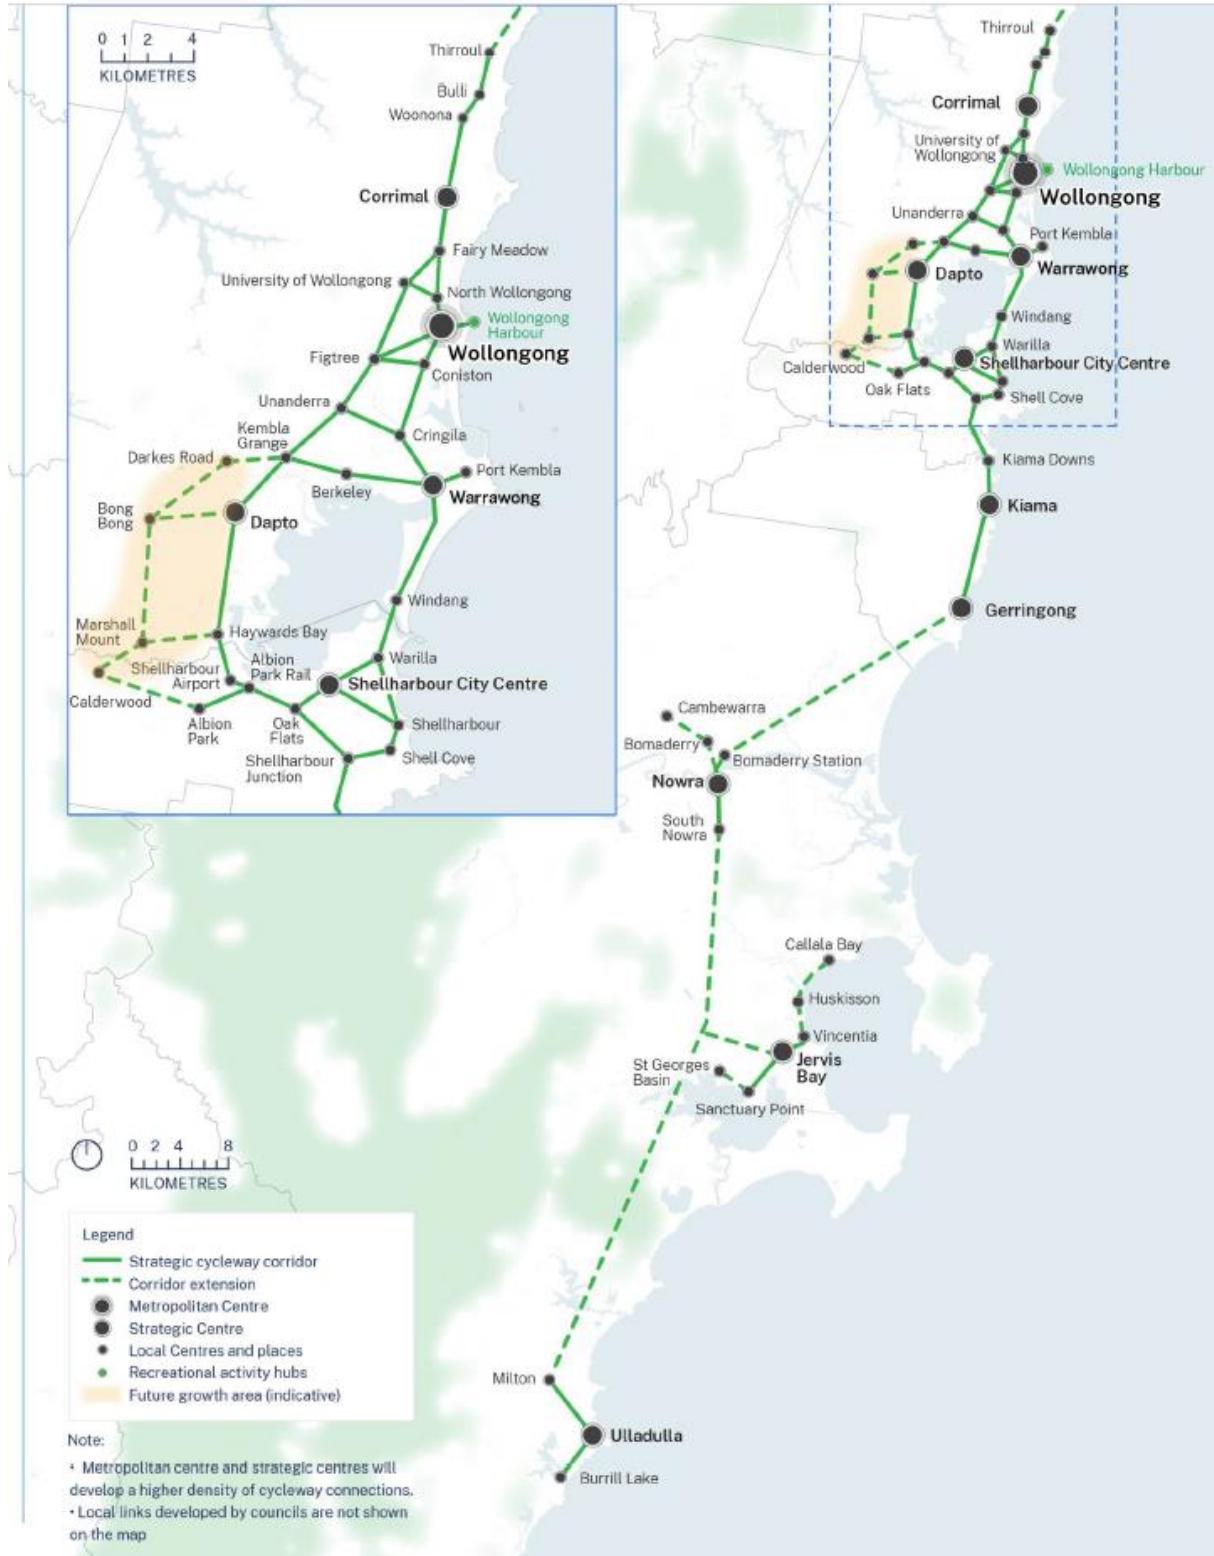 0 1 2 4
KILOMETRES
Thirroul
Bulli
Woonona
Corrimal
Fairy Meadow
University of Wollongong
North Wollongong
Wollongong
Harbour
Wollongong
Figtree
Coniston
Unanderra
Kembla
Grange
Cringila
Darkes Road
Port Kembla
Berkeley
Warrawong
Bong
Bong
Dapto
Windang
Marshall
Mount
Haywards Bay
Warilla
Shellharbour
Airport
Albion
Park Rail
Shellharbour City Centre
Calderwood
Albion
Park
Oak
Flats
Shellharbour
Shellharbour
Junction
Shell Cove
Thirroul
Corrimal
University of
Wollongong
Wollongong Harbour
Wollongong
Unanderra
Port Kembla
Warrawong
Dapto
Windang
Warilla
Shellharbour City Centre
Calderwood
Oak Flats
Shell Cove
Kiama Downs
Kiama
Gerringong
Cambewarra
Bomaderry
Bomaderry Station
Nowra
South
Nowra
Callala Bay
Huskisson
Vincentia
Jervis
Bay
St Georges
Basin
Sanctuary Point
Milton
Ulladulla
Burrill Lake
0 2 4 8
KILOMETRES
Legend
Strategic cycleway corridor
Corridor extension
Metropolitan Centre
Strategic Centre
Local Centres and places
Recreational activity hubs
Future growth area (indicative)
Note:
• Metropolitan centre and strategic centres will
develop a higher density of cycleway connections.
• Local links developed by councils are not shown
on the map